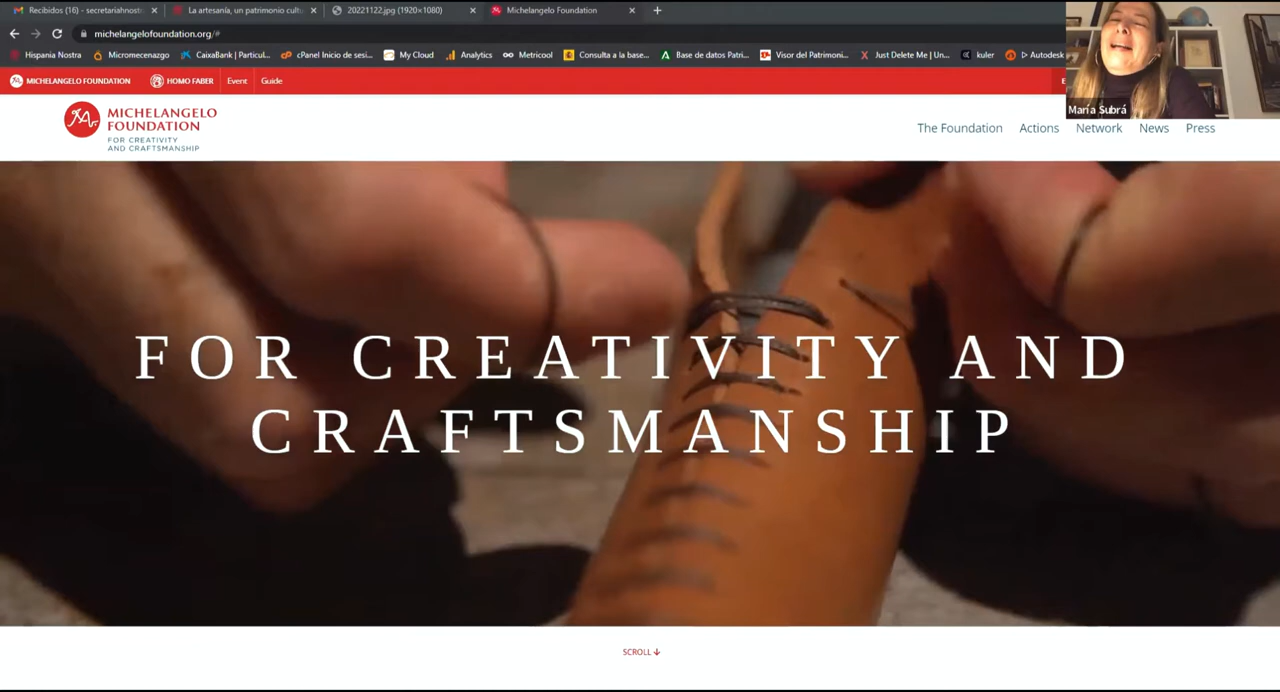 Recibidos (16) - secretariahnostr
La artesanía, un patrimonio cultu
20221122.jpg (1920×1080)
Michelangelo Foundation
michelangelofoundation.org/#
Hispania Nostra
Micromecenazgo
CaixaBank | Particul...
cPanel Inicio de sesi...
My Cloud
Analytics
Metricool
Consulta a la base...
Base de datos Patri...
Visor del Patrimoni...
Just Delete Me | Un...
kuler
Autodesk
MICHELANGELO FOUNDATION
HOMO FABER
Event
Guide
E
María Subrá
MICHELANGELO
FOUNDATION
FOR CREATIVITY
AND CRAFTSMANSHIP
The Foundation
Actions
Network
News
Press
FOR CREATIVITY AND
CRAFTSMANSHIP
SCROLL